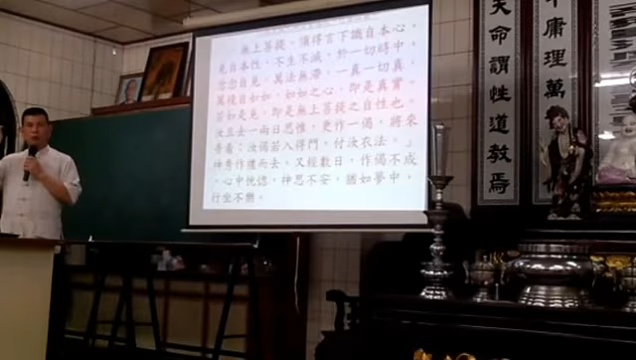 無上菩提，須得言下識自本心，
見自本性，不生不滅。於一切時中，
念念自見，萬法無滯，一真一切真，
萬境自如如。如如之心，即是真實。
若如是見，即是無上菩提之自性也。
汝且去一兩日思惟，更作一偈，將來
吾看；汝偈若入得門，付汝衣法。』
神秀作禮而出。又經數日，作偈不成，
心中恍惚，神思不安，猶如夢中，
行坐不樂。
天命謂性道教焉
中庸理萬